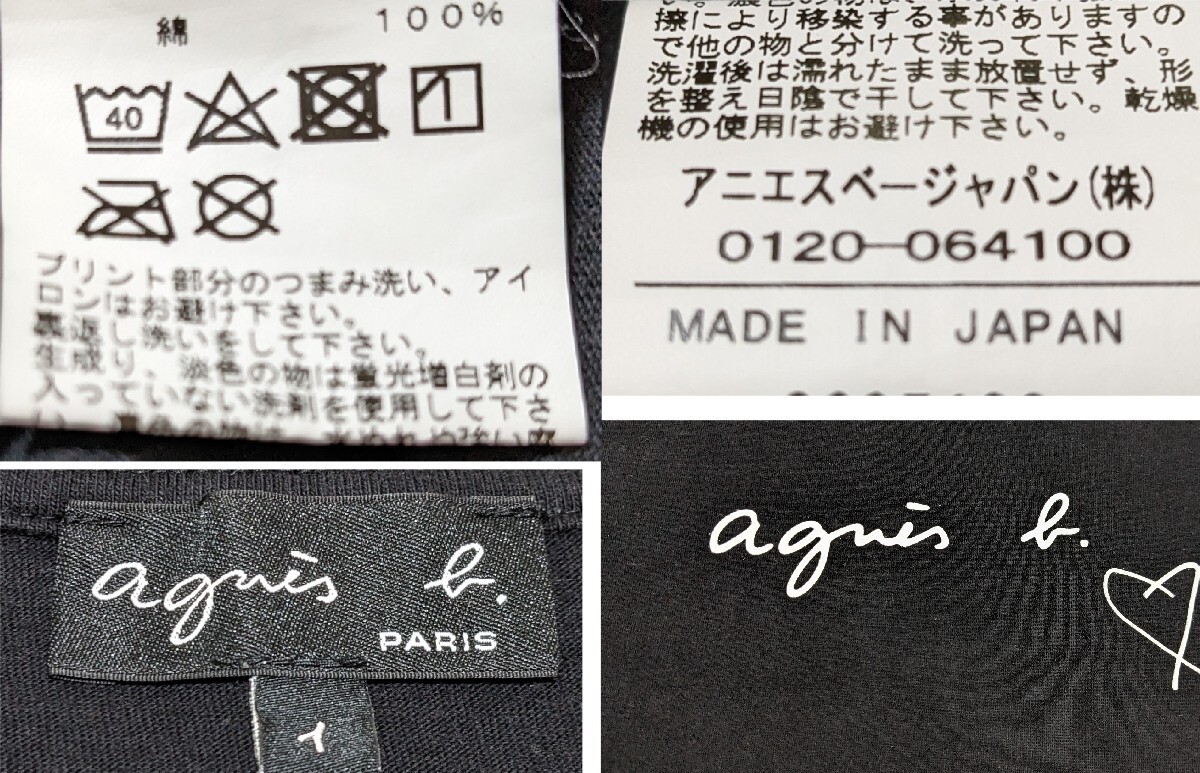 綿 100%
40
プリント部分のつまみ洗い、アイ
ロンはお避け下さい。
裏返し洗いをして下さい。
生成り、淡色の物は蛍光増白剤の
入っていない洗剤を使用して下さ
擦により移染する事がありますの
で他の物と分けて洗って下さい。
洗濯後は濡れたまま放置せず、形
を整え日陰で干して下さい。乾燥
機の使用はお避け下さい。
アニエスベージャパン(株)
0120-064100
MADE IN JAPAN
agnès b.
PARIS
1
agnès b.